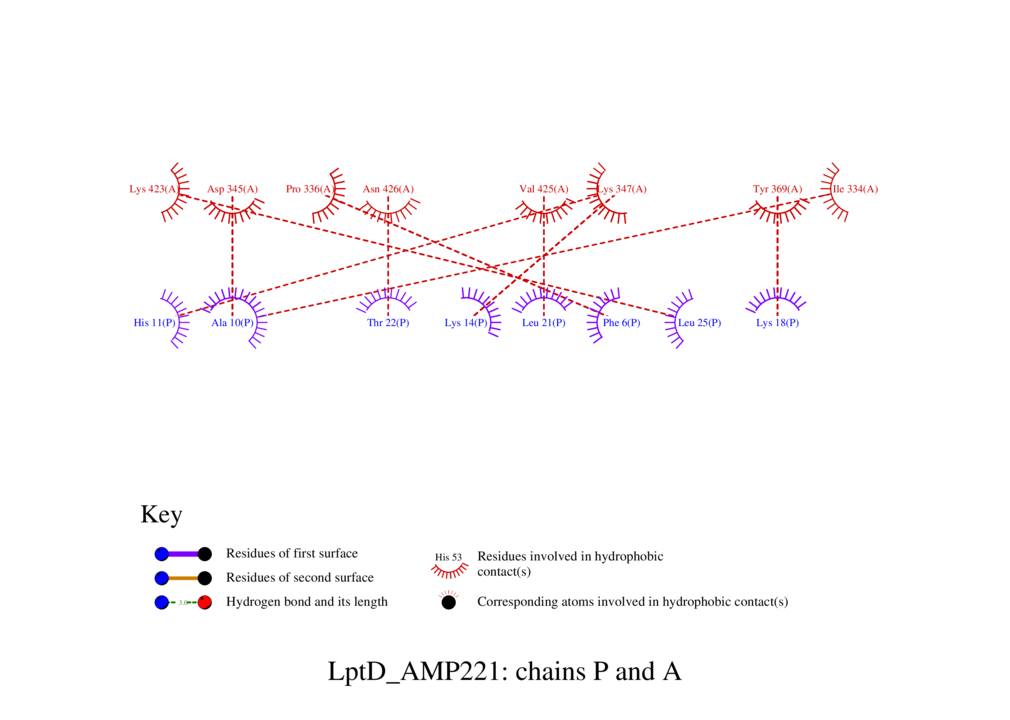 Lys 423(A) Asp 345(A) Pro 336(A) Asn 426(A) Val 425(A) Lys 347(A) Tyr 369(A) Ile 334(A)
His 11(P) Ala 10(P) Thr 22(P) Lys 14(P) Leu 21(P) Phe 6(P) Leu 25(P) Lys 18(P)
Key
Residues of first surface
Residues of second surface
3.0
Hydrogen bond and its length
His 53
Residues involved in hydrophobic
contact(s)
Corresponding atoms involved in hydrophobic contact(s)
LptD_AMP221: chains P and A